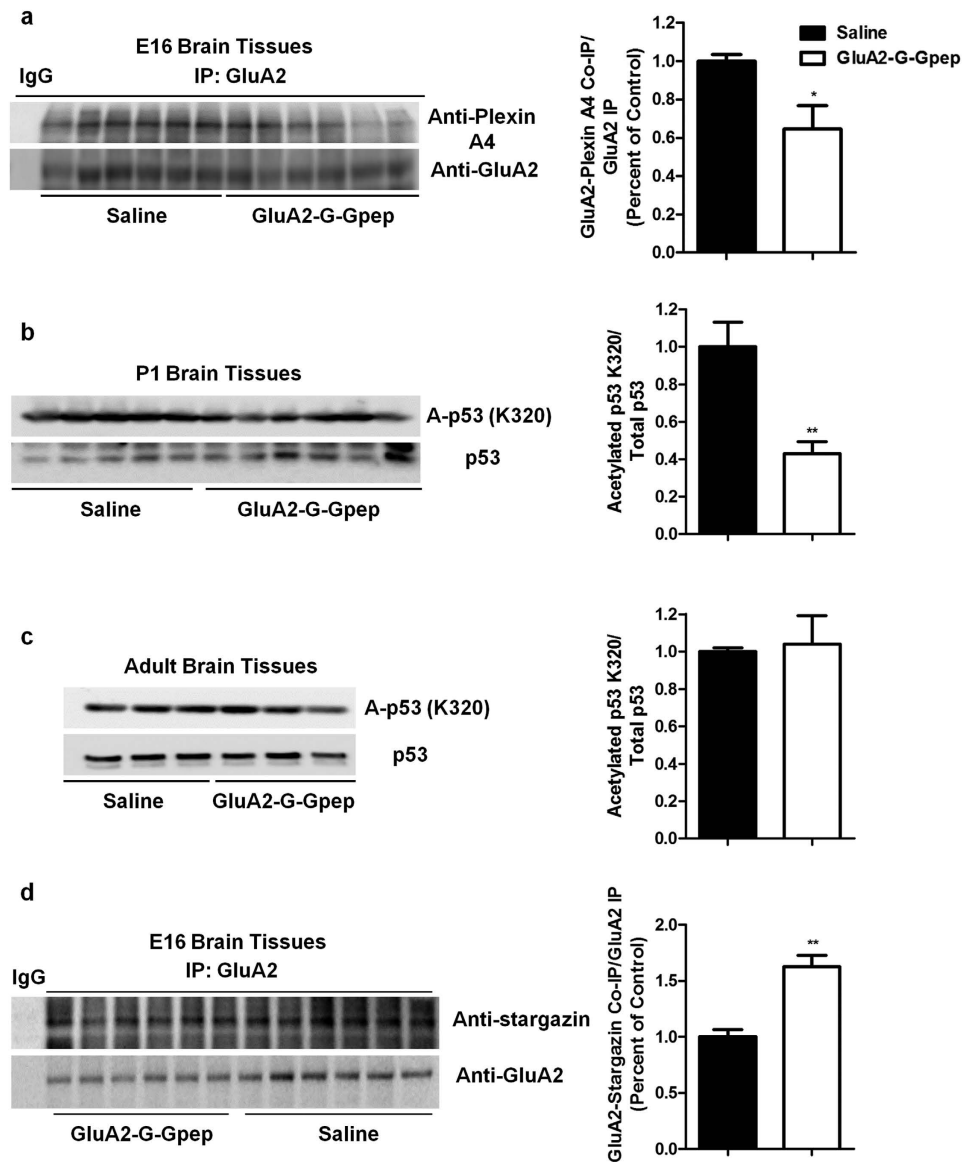 a
E16 Brain Tissues
IgG
IP: GluA2
Anti-Plexin
A4
Anti-GluA2
Saline
GluA2-G-Gpep
GluA2-Plexin A4 Co-IP/
GluA2 IP
(Percent of Control)
1.2
1.0
0.8
0.6
0.4
0.2
0.0
*
Saline
GluA2-G-Gpep
b
P1 Brain Tissues
A-p53 (K320)
p53
Saline
GluA2-G-Gpep
Acetylated p53 K320/
Total p53
1.2
1.0
0.8
0.6
0.4
0.2
0.0
**
c
Adult Brain Tissues
A-p53 (K320)
p53
Saline
GluA2-G-Gpep
Acetylated p53 K320/
Total p53
1.2
1.0
0.8
0.6
0.4
0.2
0.0
d
E16 Brain Tissues
IP: GluA2
IgG
Anti-stargazin
Anti-GluA2
GluA2-G-Gpep
Saline
GluA2-Stargazin Co-IP/GluA2 IP
(Percent of Control)
2.0
1.5
1.0
0.5
0.0
**